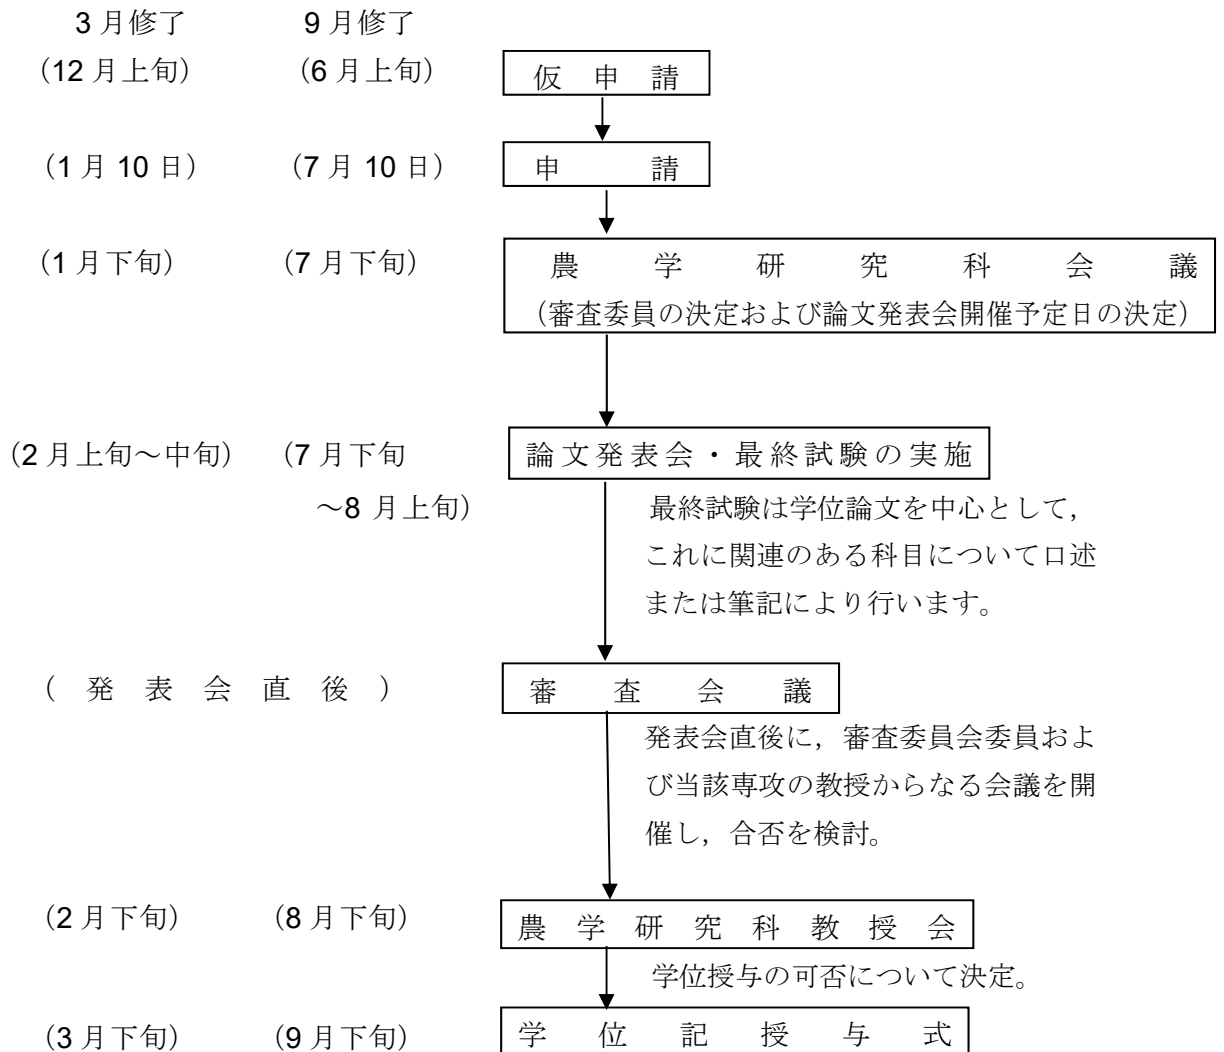 3月修了 9月修了
（12月上旬） （6月上旬） 仮申請
（1月10日） （7月10日） 申請
（1月下旬） （7月下旬） 農学研究科会議
（審査委員の決定および論文発表会開催予定日の決定）
（2月上旬～中旬） （7月下旬 論文発表会・最終試験の実施
～8月上旬） 最終試験は学位論文を中心として，
これに関連のある科目について口述
または筆記により行います。
（発表会直後） 審査会議
発表会直後に，審査委員会委員およ
び当該専攻の教授からなる会議を開
催し，合否を検討。
（2月下旬） （8月下旬） 農学研究科教授会
学位授与の可否について決定。
（3月下旬） （9月下旬） 学位記授与式